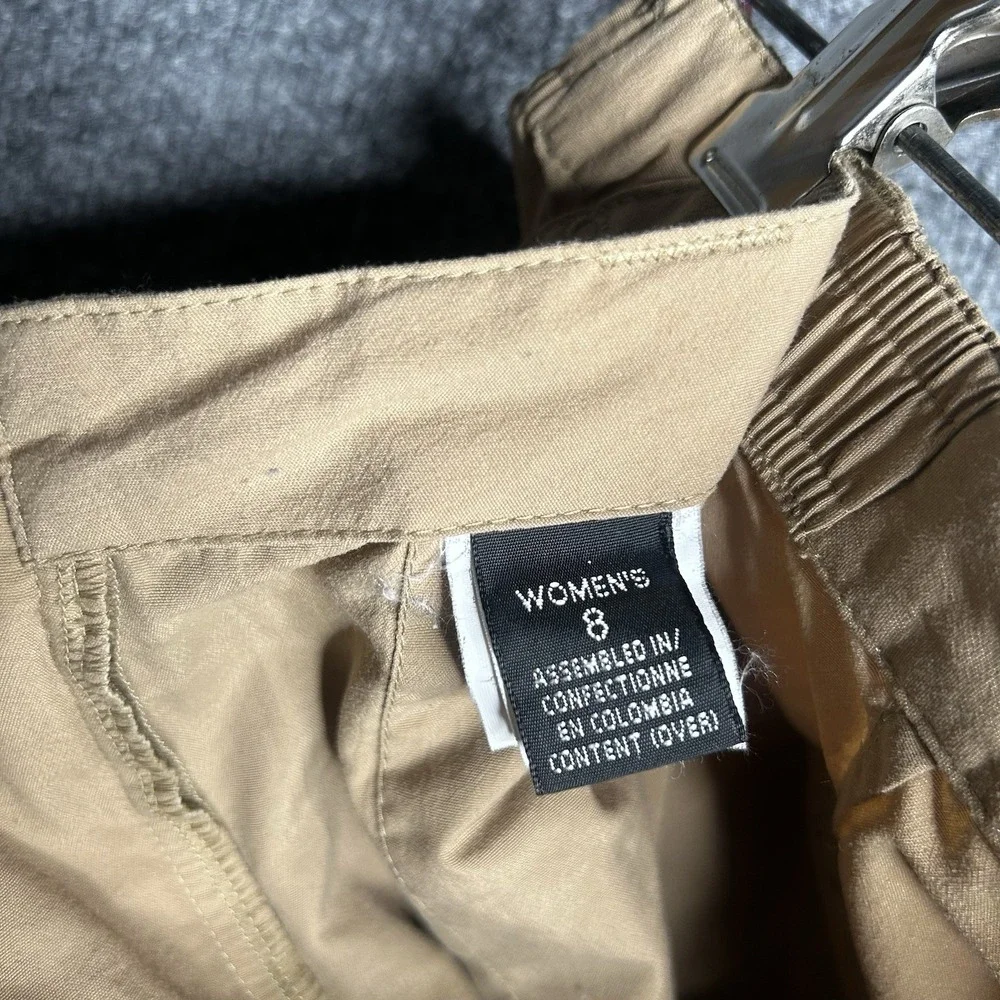 WOMEN'S
8
ASSEMBLED IN/
CONFECTIONNE
EN COLOMBIA
CONTENT (OVER)